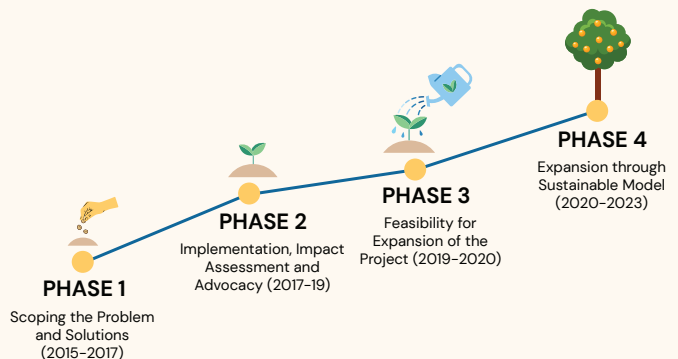 PHASE 1
Scoping the Problem
and Solutions
(2015-2017)
PHASE 2
Implementation, Impact
Assessment and
Advocacy (2017-19)
PHASE 3
Feasibility for
Expansion of the
Project (2019-2020)
PHASE 4
Expansion through
Sustainable Model
(2020-2023)